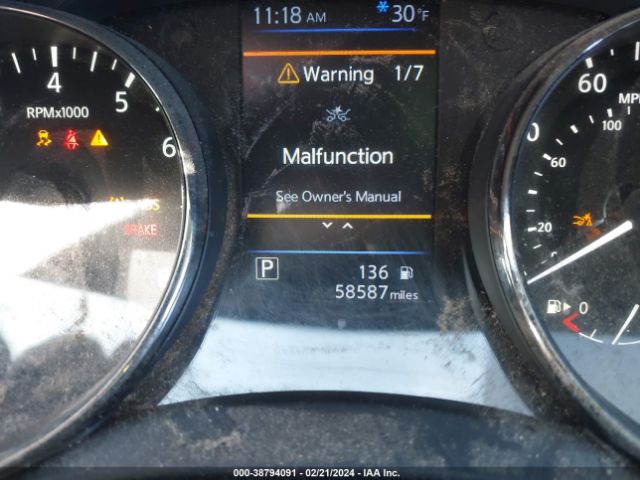 11:18 AM *30°F
Warning 1/7
4
5
6
RPMx1000
Malfunction
See Owner's Manual
BRAKE
P 136
58587 miles
60
MPH
100
60
20
0
000-38794091 - 02/21/2024 - IAA Inc.